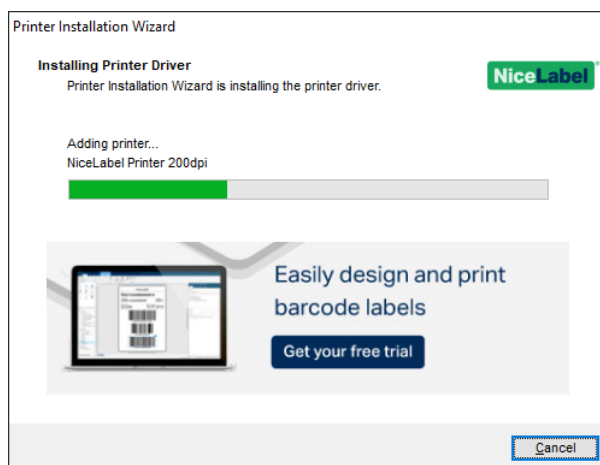 Printer Installation Wizard
Installing Printer Driver
Printer Installation Wizard is installing the printer driver.
NiceLabel®
Adding printer...
NiceLabel Printer 200dpi
Easily design and print
barcode labels
Get your free trial
Cancel